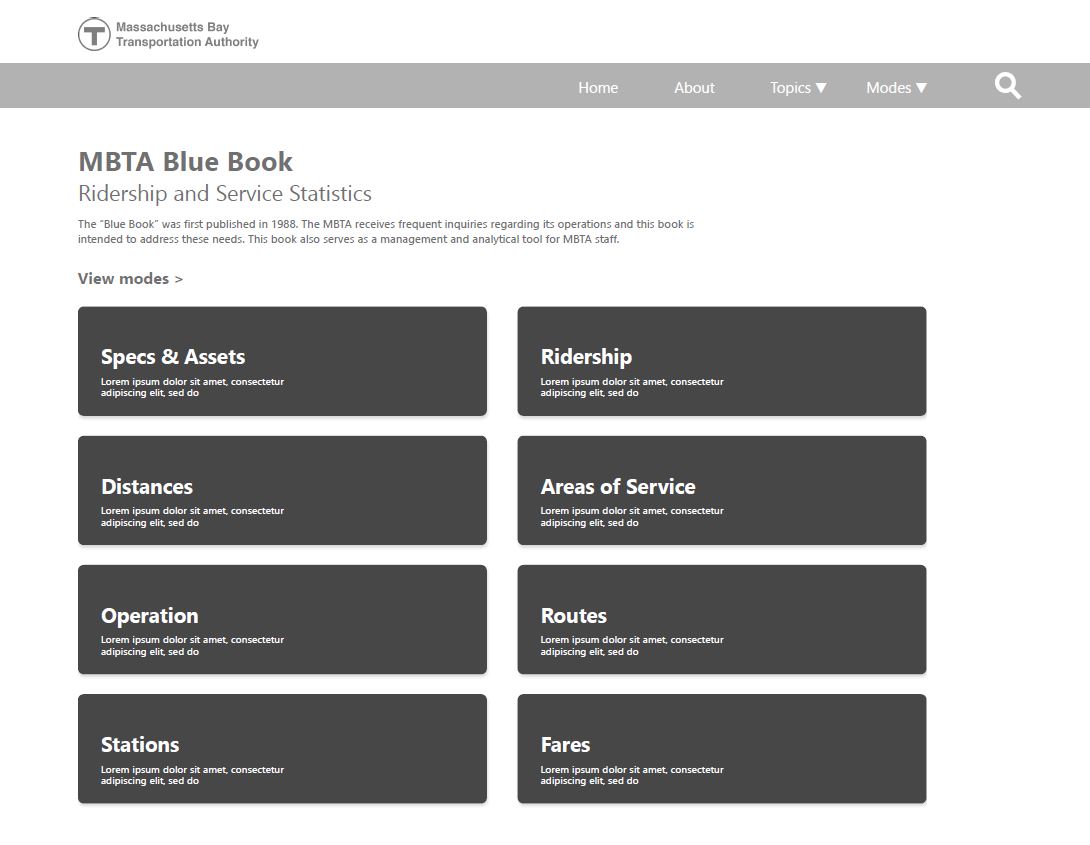 T
Massachusetts Bay
Transportation Authority
Home About Topics ▼ Modes ▼
MBTA Blue Book
Ridership and Service Statistics
The “Blue Book” was first published in 1988. The MBTA receives frequent inquiries regarding its operations and this book is
intended to address these needs. This book also serves as a management and analytical tool for MBTA staff.
View modes >
Specs & Assets
Lorem ipsum dolor sit amet, consectetur
adipiscing elit, sed do
Ridership
Lorem ipsum dolor sit amet, consectetur
adipiscing elit, sed do
Distances
Lorem ipsum dolor sit amet, consectetur
adipiscing elit, sed do
Areas of Service
Lorem ipsum dolor sit amet, consectetur
adipiscing elit, sed do
Operation
Lorem ipsum dolor sit amet, consectetur
adipiscing elit, sed do
Routes
Lorem ipsum dolor sit amet, consectetur
adipiscing elit, sed do
Stations
Lorem ipsum dolor sit amet, consectetur
adipiscing elit, sed do
Fares
Lorem ipsum dolor sit amet, consectetur
adipiscing elit, sed do